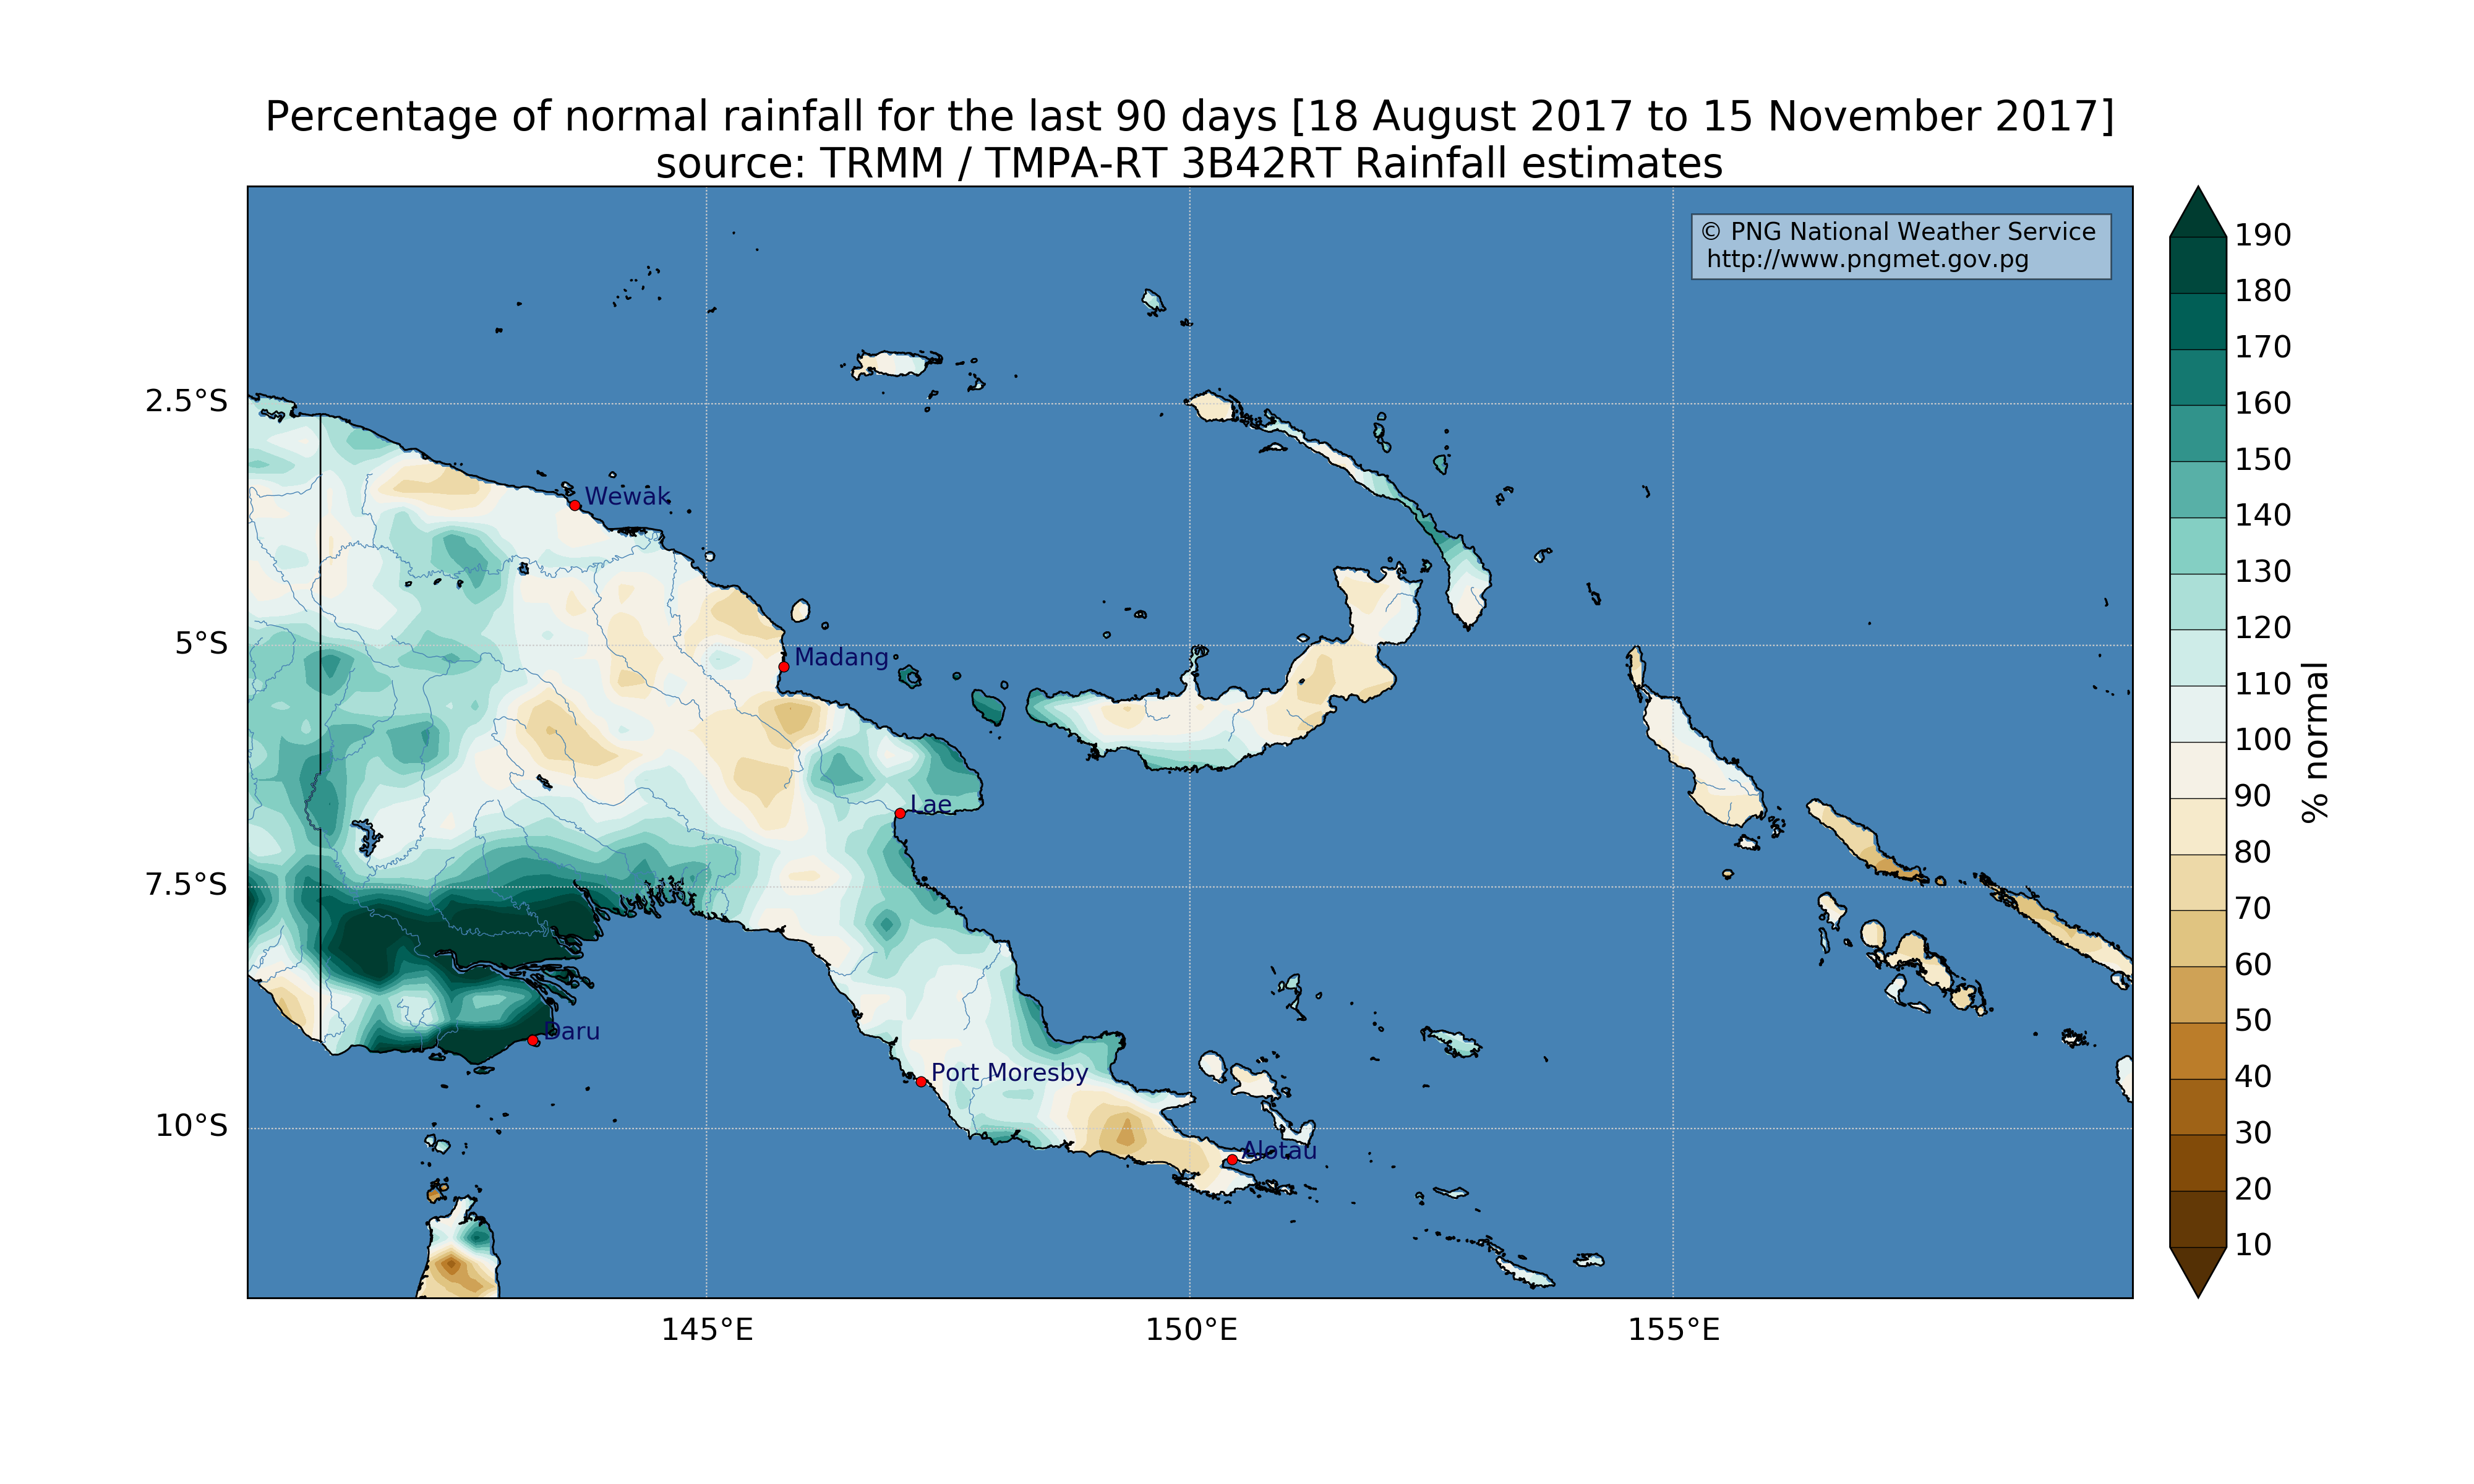 Percentage of normal rainfall for the last 90 days [18 August 2017 to 15 November 2017]
source: TRMM / TMPA-RT 3B42RT Rainfall estimates
© PNG National Weather Service
http://www.pngmet.gov.pg
2.5°S
5°S
7.5°S
10°S
Wewak
Madang
Lae
Daru
Port Moresby
Alotau
145°E
150°E
155°E
190
180
170
160
150
140
130
120
110
100
90
80
70
60
50
40
30
20
10
% normal